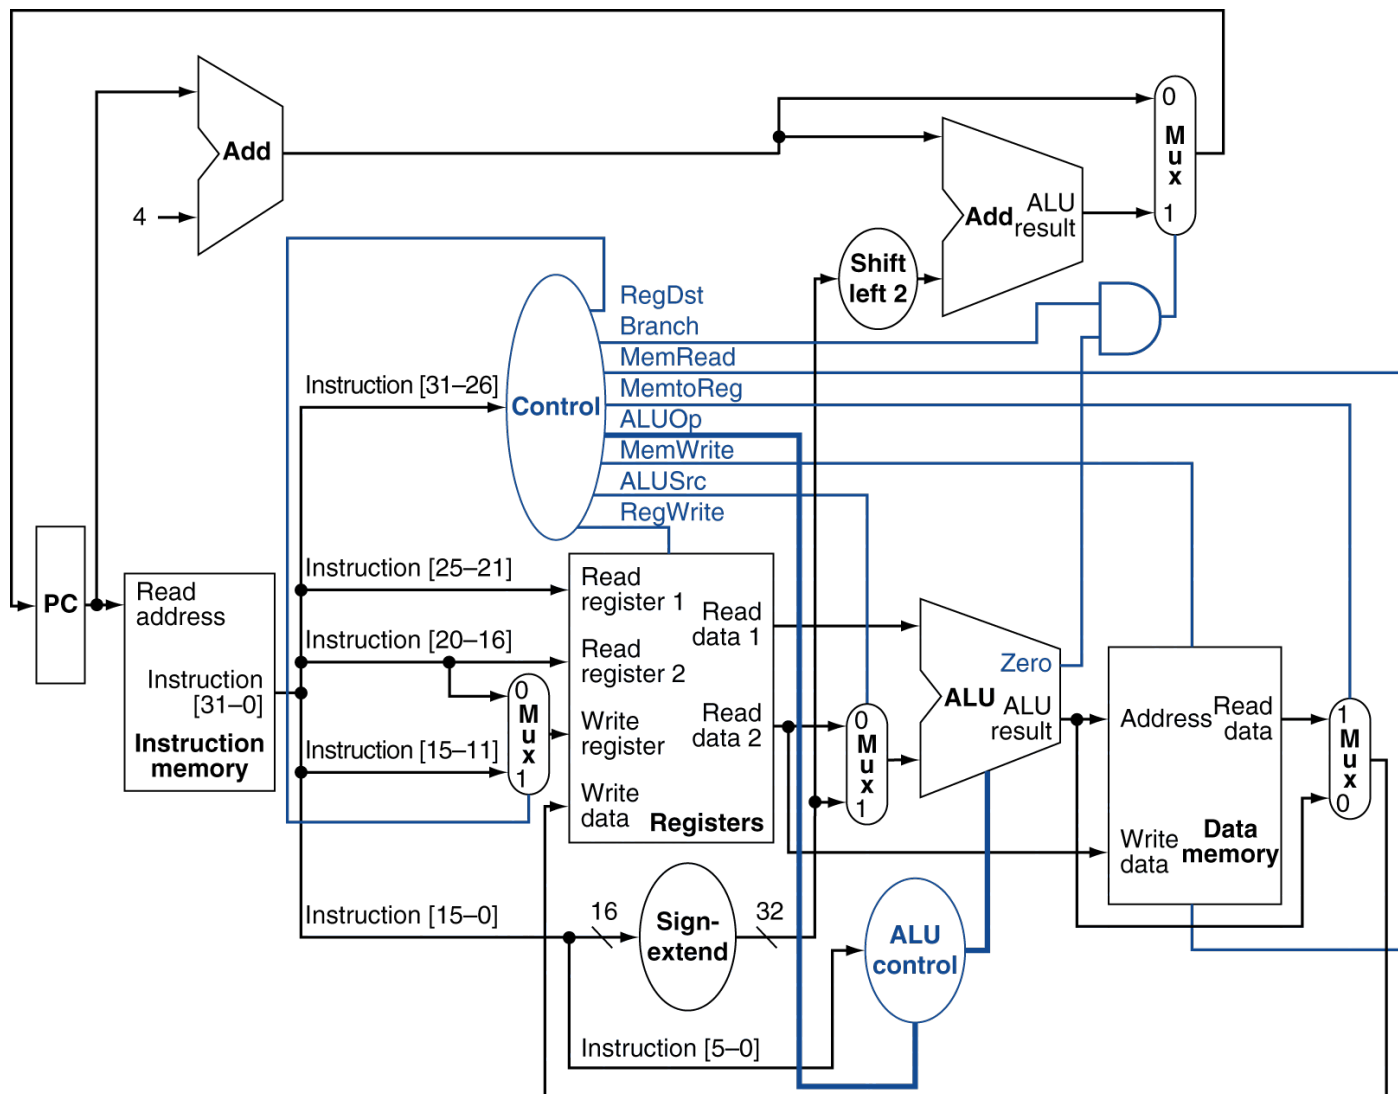 0
M
u
x
1
Add
4
Add
ALU
result
Shift
left 2
RegDst
Branch
MemRead
MemtoReg
ALUOp
MemWrite
ALUSrc
RegWrite
Control
Instruction [31–26]
Instruction [25–21]
Instruction [20–16]
Instruction [15–11]
Instruction [15–0]
Instruction [5–0]
PC
Read
address
Instruction
[31–0]
Instruction
memory
0
M
u
x
1
Read
register 1
Read
register 2
Write
register
Write
data
Read
data 1
Read
data 2
Registers
0
M
u
x
1
Zero
ALU
ALU
result
Address
Read
data
Write
data
Data
memory
1
M
u
x
0
16
Sign-
extend
32
ALU
control